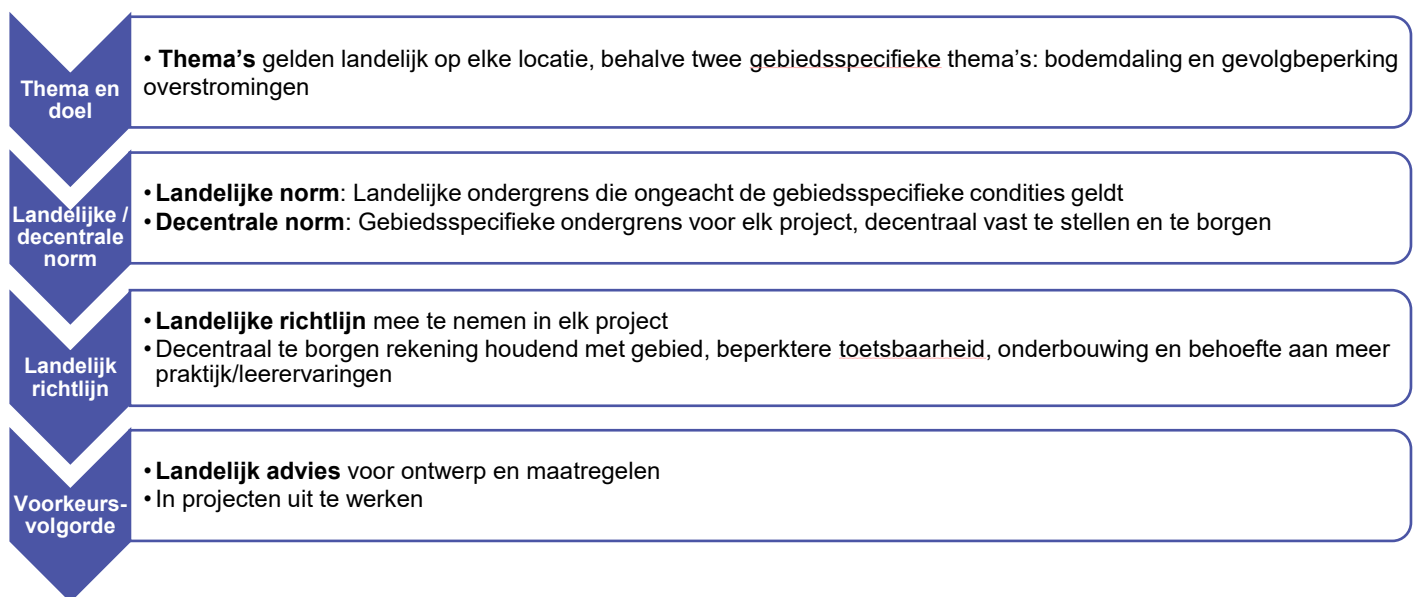 Thema en
doel
• Thema’s gelden landelijk op elke locatie, behalve twee gebiedsspecifieke thema’s: bodemdaling en gevolgbeperking
overstromingen
Landelijke /
decentrale
norm
• Landelijke norm: Landelijke ondergrens die ongeacht de gebiedsspecifieke condities geldt
• Decentrale norm: Gebiedsspecifieke ondergrens voor elk project, decentraal vast te stellen en te borgen
Landelijk
richtlijn
• Landelijke richtlijn mee te nemen in elk project
• Decentraal te borgen rekening houdend met gebied, beperktere toetsbaarheid, onderbouwing en behoefte aan meer
praktijk/leerervaringen
Voorkeurs-
volgorde
• Landelijk advies voor ontwerp en maatregelen
• In projecten uit te werken